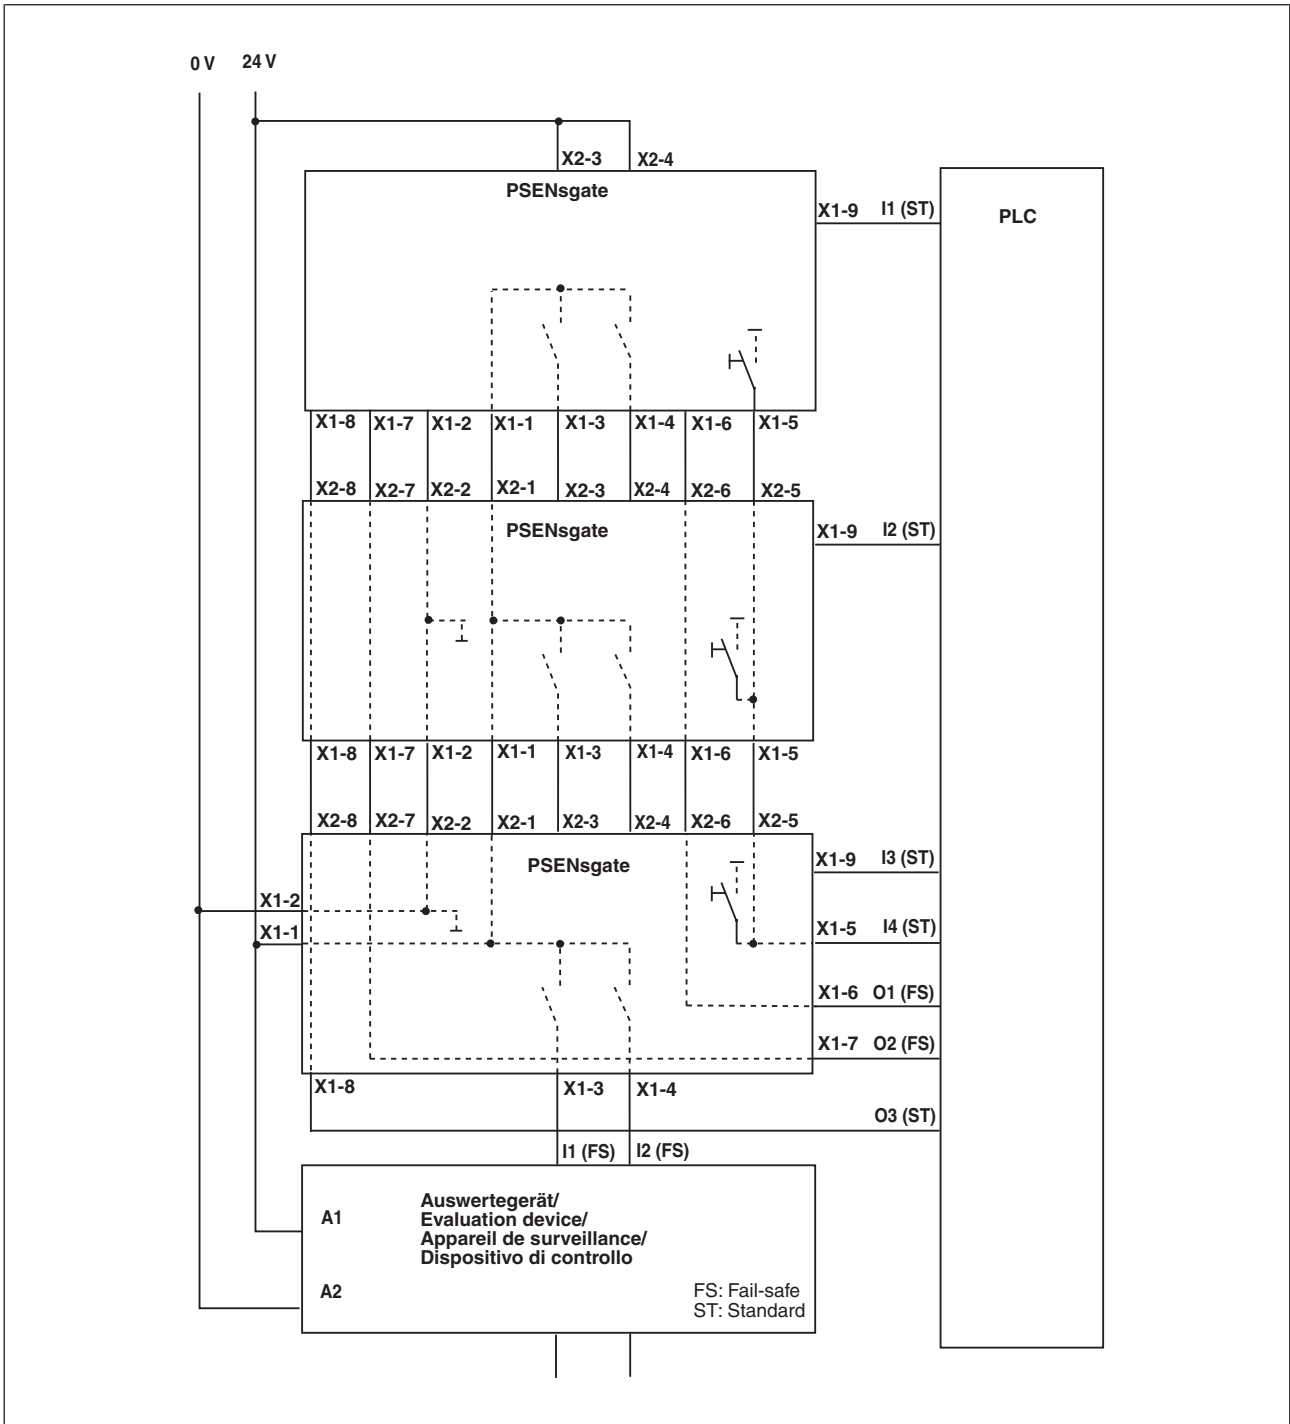 0 V 24 V
X2-3 X2-4
PSENsgate
X1-9 I1 (ST)
PLC
X1-8 X1-7 X1-2 X1-1 X1-3 X1-4 X1-6 X1-5
X2-8 X2-7 X2-2 X2-1 X2-3 X2-4 X2-6 X2-5
PSENsgate
X1-9 I2 (ST)
X1-8 X1-7 X1-2 X1-1 X1-3 X1-4 X1-6 X1-5
X2-8 X2-7 X2-2 X2-1 X2-3 X2-4 X2-6 X2-5
PSENsgate
X1-9 I3 (ST)
X1-2
X1-1
X1-5 I4 (ST)
X1-6 O1 (FS)
X1-7 O2 (FS)
X1-8 X1-3 X1-4
O3 (ST)
I1 (FS) I2 (FS)
A1
Auswertegerät/
Evaluation device/
Appareil de surveillance/
Dispositivo di controllo
A2
FS: Fail-safe
ST: Standard